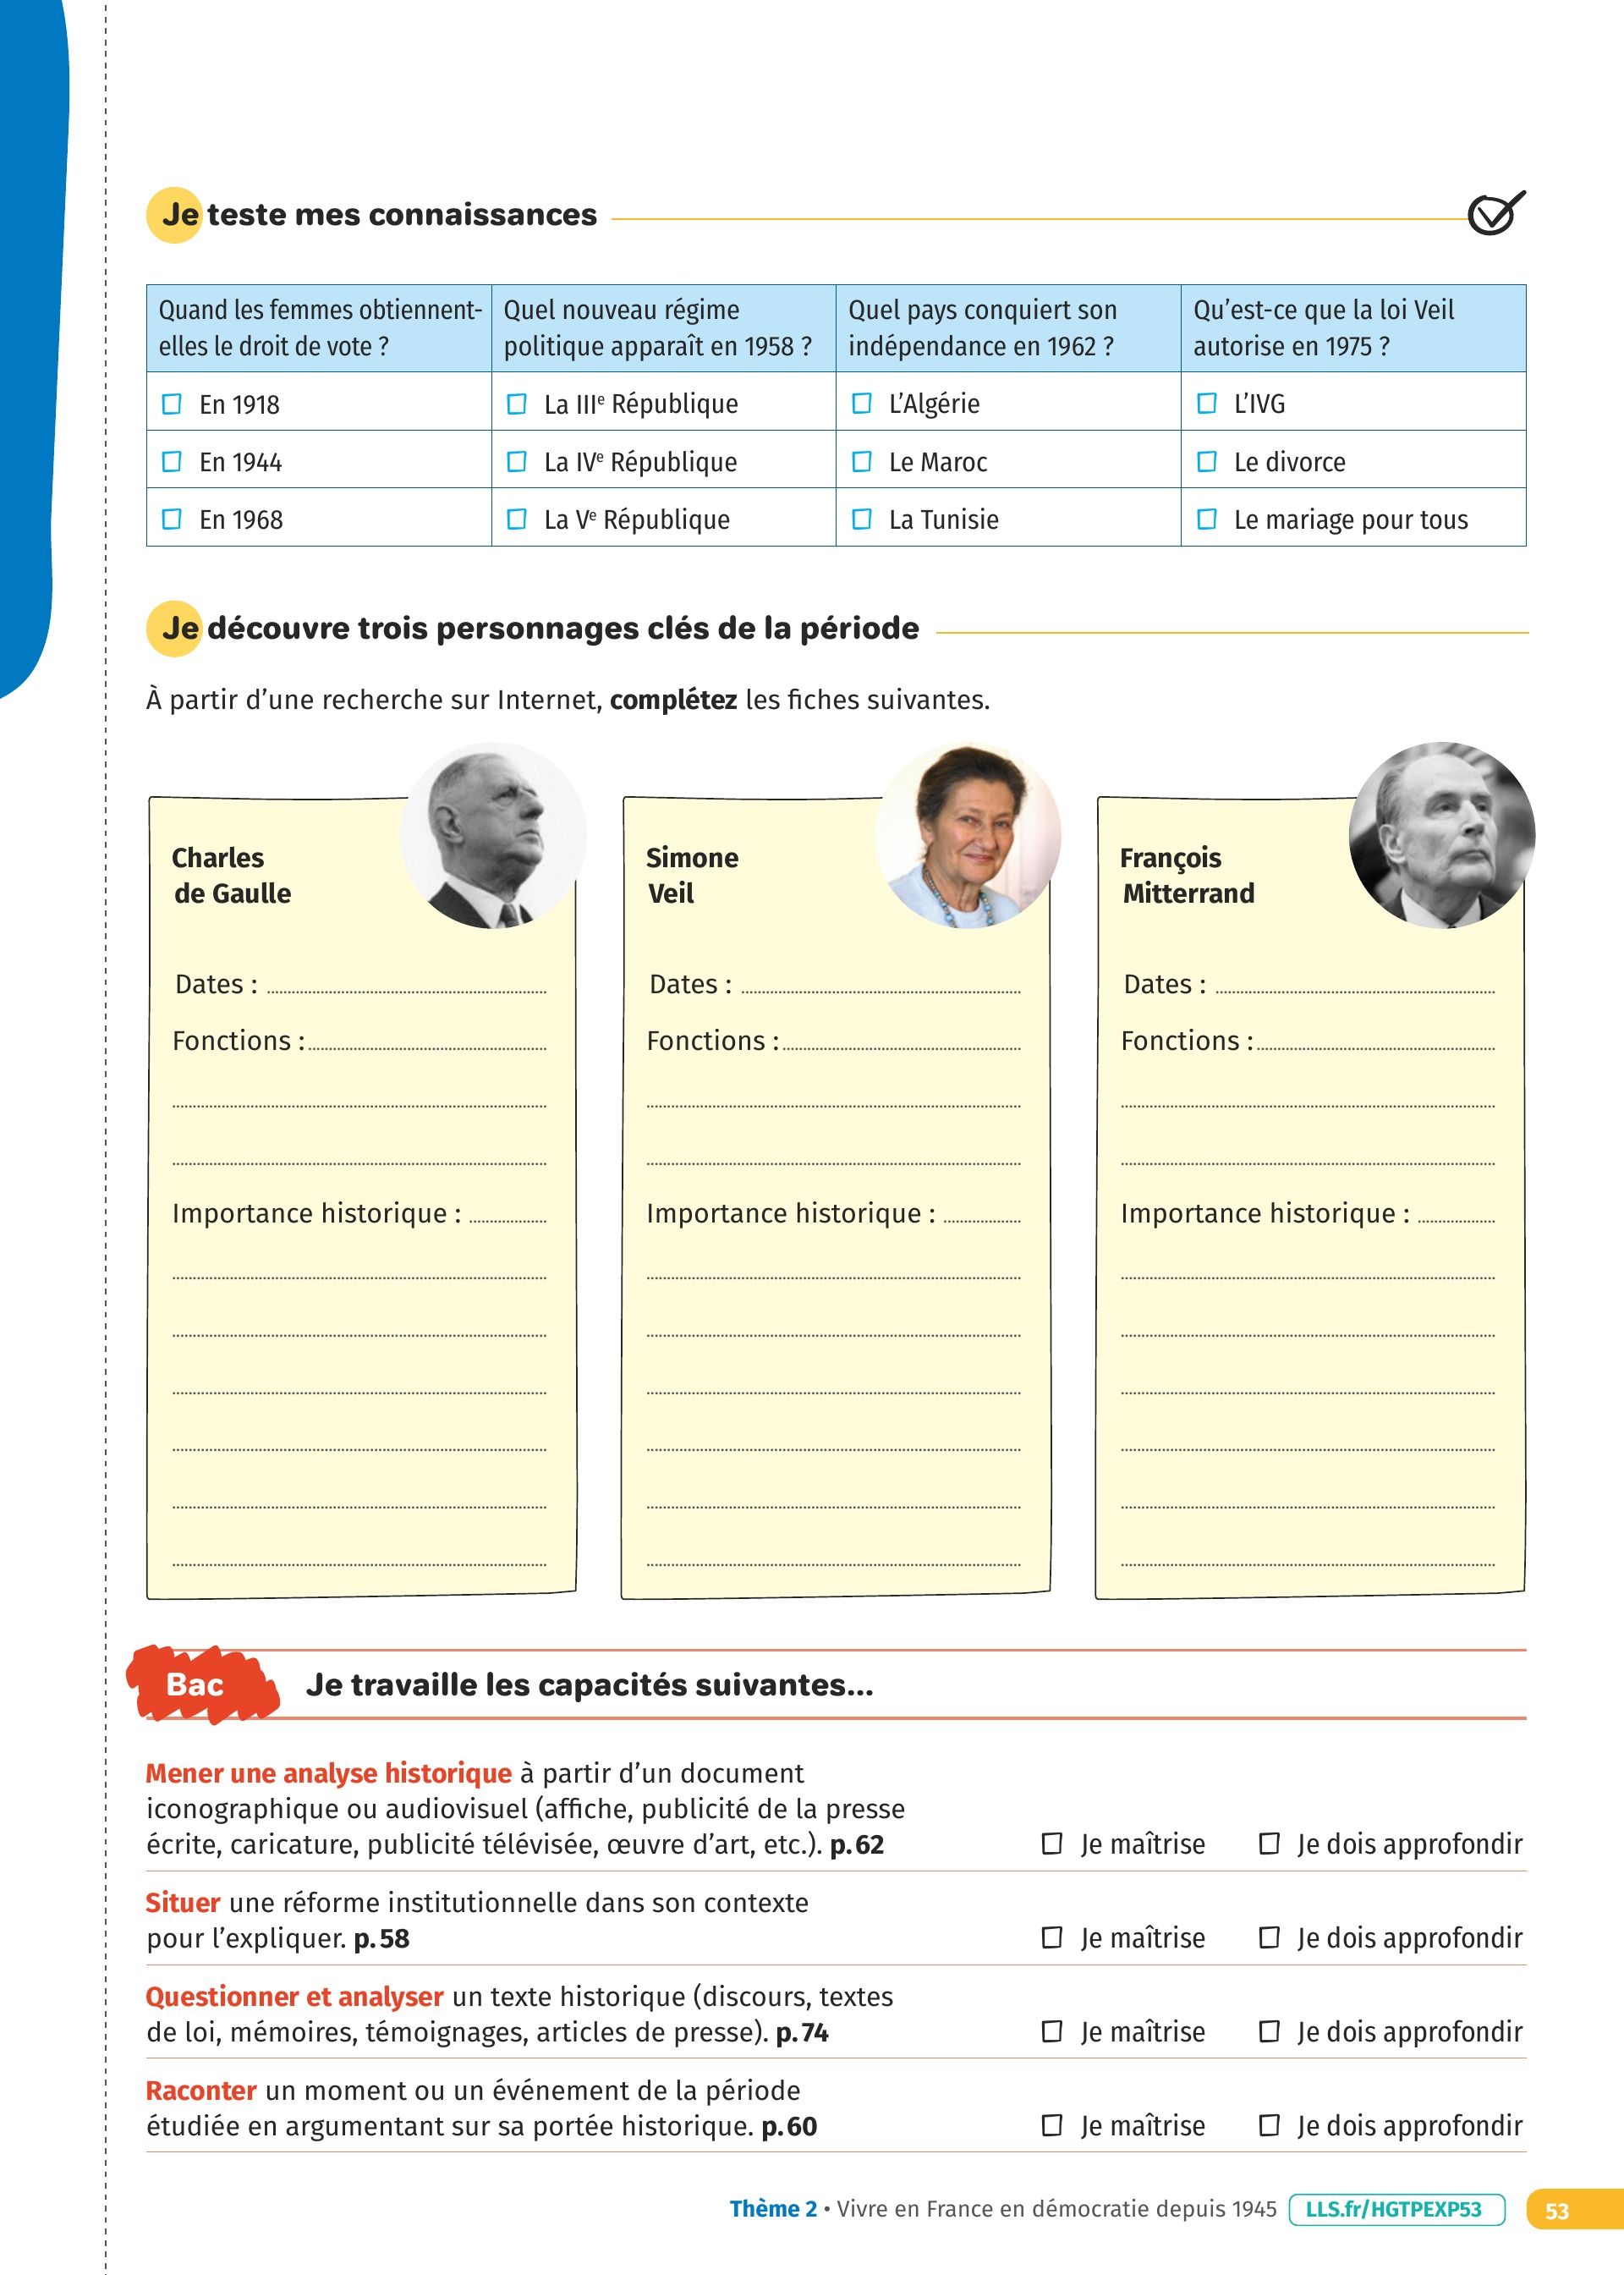 Je teste mes connaissances
Quand les femmes obtiennent-
elles le droit de vote ?
Quel nouveau régime
politique apparaît en 1958 ?
Quel pays conquiert son
indépendance en 1962 ?
Qu’est-ce que la loi Veil
autorise en 1975 ?
En 1918
La IIIe République
L’Algérie
L’IVG
En 1944
La IVe République
Le Maroc
Le divorce
En 1968
La Ve République
La Tunisie
Le mariage pour tous
Je découvre trois personnages clés de la période
À partir d’une recherche sur Internet, complétez les fiches suivantes.
Charles
de Gaulle
Dates :
Fonctions :
Importance historique :
Simone
Veil
Dates :
Fonctions :
Importance historique :
François
Mitterrand
Dates :
Fonctions :
Importance historique :
Bac
Je travaille les capacités suivantes...
Mener une analyse historique à partir d’un document
iconographique ou audiovisuel (affiche, publicité de la presse
écrite, caricature, publicité télévisée, œuvre d’art, etc.). p. 62
Je maîtrise
Je dois approfondir
Situer une réforme institutionnelle dans son contexte
pour l’expliquer. p. 58
Je maîtrise
Je dois approfondir
Questionner et analyser un texte historique (discours, textes
de loi, mémoires, témoignages, articles de presse). p. 74
Je maîtrise
Je dois approfondir
Raconter un moment ou un événement de la période
étudiée en argumentant sur sa portée historique. p. 60
Je maîtrise
Je dois approfondir
Thème 2 • Vivre en France en démocratie depuis 1945
LLS.fr/HGTPEXP53
53